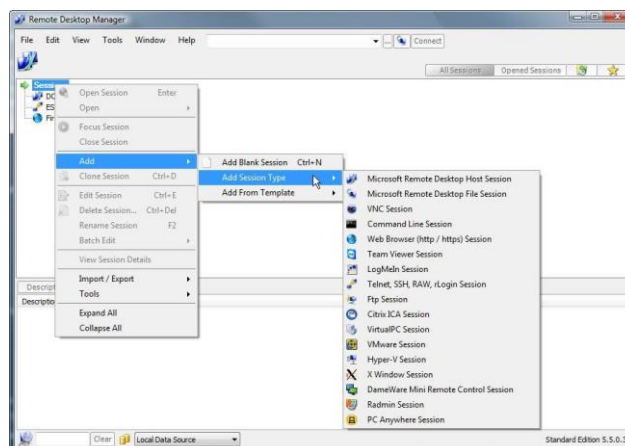 Remote Desktop Manager
File Edit View Tools Window Help
... Connect
All Sessions Opened Sessions
Open Session Enter
Open
Focus Session
Close Session
Add
Clone Session Ctrl+D
Edit Session Ctrl+E
Delete Session... Ctrl+Del
Rename Session F2
Batch Edit
View Session Details
Import / Export
Tools
Expand All
Collapse All
Add Blank Session Ctrl+N
Add Session Type
Add From Template
Microsoft Remote Desktop Host Session
Microsoft Remote Desktop File Session
VNC Session
Command Line Session
Web Browser (http / https) Session
Team Viewer Session
LogMeIn Session
Telnet, SSH, RAW, rLogin Session
Ftp Session
Citrix ICA Session
VirtualPC Session
VMware Session
Hyper-V Session
X Window Session
DameWare Mini Remote Control Session
Radmin Session
PC Anywhere Session
Clear Local Data Source
Standard Edition 5.5.0.